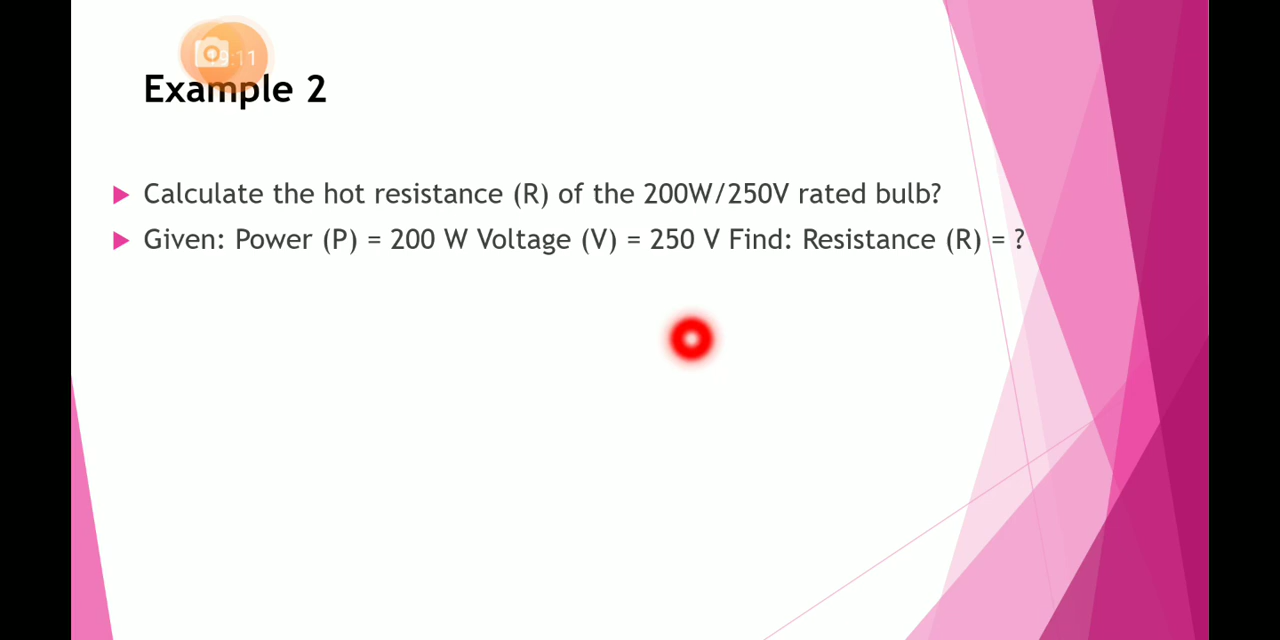 Example 2
Calculate the hot resistance (R) of the 200W/250V rated bulb?
Given: Power (P) = 200 W Voltage (V) = 250 V Find: Resistance (R) = ?